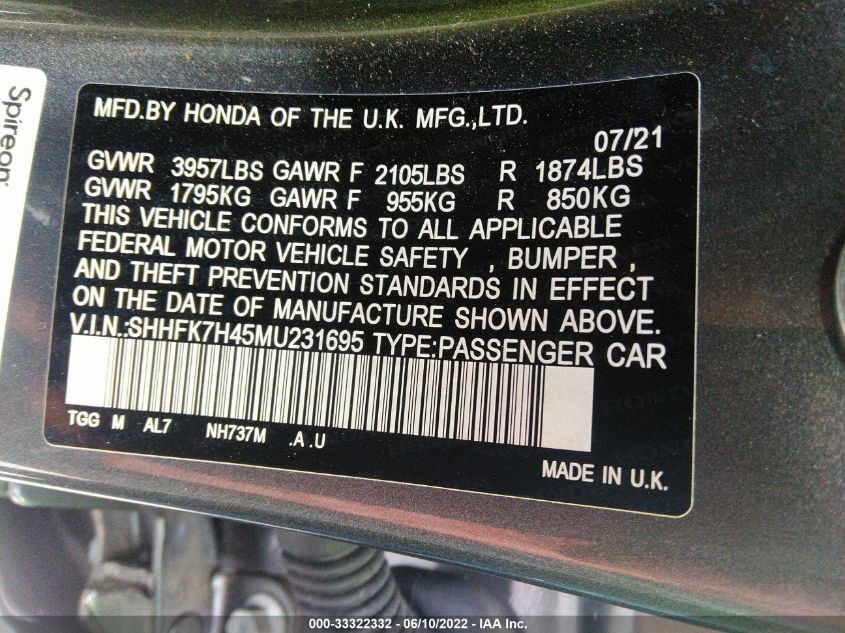 Spireon
MFD.BY HONDA OF THE U.K. MFG.,LTD.
07/21
GVWR 3957LBS GAWR F 2105LBS R 1874LBS
GVWR 1795KG GAWR F 955KG R 850KG
THIS VEHICLE CONFORMS TO ALL APPLICABLE
FEDERAL MOTOR VEHICLE SAFETY , BUMPER ,
AND THEFT PREVENTION STANDARDS IN EFFECT
ON THE DATE OF MANUFACTURE SHOWN ABOVE.
V.I.N.:SHHFK7H45MU231695 TYPE:PASSENGER CAR
TGG M AL7 NH737M .A .U
MADE IN U.K.
000-33322332 - 06/10/2022 - IAA Inc.